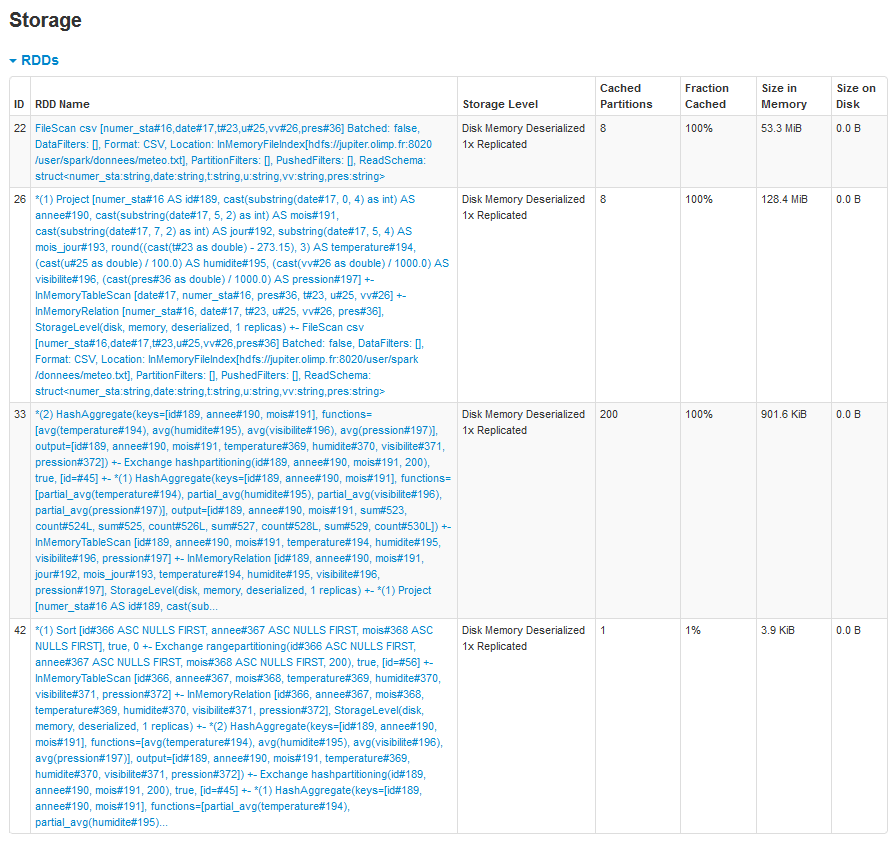 Storage
RDDs
ID RDD Name Storage Level Cached Partitions Fraction Cached Size in Memory Size on Disk
22 FileScan csv [numer_sta#16,date#17,t#23,u#25,vv#26,pres#36] Batched: false, Disk Memory Deserialized 8 100% 53.3 MiB 0.0 B
DataFilters: [], Format: CSV, Location: InMemoryFileIndex[hdfs://jupiter.olimp.fr:8020 1x Replicated
/user/spark/donnees/meteo.txt], PartitionFilters: [], PushedFilters: [], ReadSchema:
struct<numer_sta:string,date:string,t:string,u:string,vv:string,pres:string>
26 *(1) Project [numer_sta#16 AS id#189, cast(substring(date#17, 0, 4) as int) AS Disk Memory Deserialized 8 100% 128.4 MiB 0.0 B
annee#190, cast(substring(date#17, 5, 2) as int) AS mois#191, 1x Replicated
cast(substring(date#17, 7, 2) as int) AS jour#192, substring(date#17, 5, 4) AS
mois_jour#193, round((cast(t#23 as double) - 273.15), 3) AS temperature#194,
(cast(u#25 as double) / 100.0) AS humidite#195, (cast(vv#26 as double) / 1000.0) AS
visibilite#196, (cast(pres#36 as double) / 1000.0) AS pression#197] +-
InMemoryTableScan [date#17, numer_sta#16, pres#36, t#23, u#25, vv#26] +-
InMemoryRelation [numer_sta#16, date#17, t#23, u#25, vv#26, pres#36],
StorageLevel(disk, memory, deserialized, 1 replicas) +- FileScan csv
[numer_sta#16,date#17,t#23,u#25,vv#26,pres#36] Batched: false, DataFilters: [],
Format: CSV, Location: InMemoryFileIndex[hdfs://jupiter.olimp.fr:8020/user/spark
/donnees/meteo.txt], PartitionFilters: [], PushedFilters: [], ReadSchema:
struct<numer_sta:string,date:string,t:string,u:string,vv:string,pres:string>
33 *(2) HashAggregate(keys=[id#189, annee#190, mois#191], functions= Disk Memory Deserialized 200 100% 901.6 KiB 0.0 B
[avg(temperature#194), avg(humidite#195), avg(visibilite#196), avg(pression#197)], 1x Replicated
output=[id#189, annee#190, mois#191, temperature#369, humidite#370, visibilite#371,
pression#372]) +- Exchange hashpartitioning(id#189, annee#190, mois#191, 200),
true, [id=#45] +- *(1) HashAggregate(keys=[id#189, annee#190, mois#191], functions=
[partial_avg(temperature#194), partial_avg(humidite#195), partial_avg(visibilite#196),
partial_avg(pression#197)], output=[id#189, annee#190, mois#191, sum#523,
count#524L, sum#525, count#526L, sum#527, count#528L, sum#529, count#530L]) +-
InMemoryTableScan [id#189, annee#190, mois#191, temperature#194, humidite#195,
visibilite#196, pression#197] +- InMemoryRelation [id#189, annee#190, mois#191,
jour#192, mois_jour#193, temperature#194, humidite#195, visibilite#196,
pression#197], StorageLevel(disk, memory, deserialized, 1 replicas) +- *(1) Project
[numer_sta#16 AS id#189, cast(sub...
42 *(1) Sort [id#366 ASC NULLS FIRST, annee#367 ASC NULLS FIRST, mois#368 ASC Disk Memory Deserialized 1 1% 3.9 KiB 0.0 B
NULLS FIRST], true, 0 +- Exchange rangepartitioning(id#366 ASC NULLS FIRST, 1x Replicated
annee#367 ASC NULLS FIRST, mois#368 ASC NULLS FIRST, 200), true, [id=#56] +-
InMemoryTableScan [id#366, annee#367, mois#368, temperature#369, humidite#370,
visibilite#371, pression#372] +- InMemoryRelation [id#366, annee#367, mois#368,
temperature#369, humidite#370, visibilite#371, pression#372], StorageLevel(disk,
memory, deserialized, 1 replicas) +- *(2) HashAggregate(keys=[id#189, annee#190,
mois#191], functions=[avg(temperature#194), avg(humidite#195), avg(visibilite#196),
avg(pression#197)], output=[id#189, annee#190, mois#191, temperature#369,
humidite#370, visibilite#371, pression#372]) +- Exchange hashpartitioning(id#189,
annee#190, mois#191, 200), true, [id=#45] +- *(1) HashAggregate(keys=[id#189,
annee#190, mois#191], functions=[partial_avg(temperature#194),
partial_avg(humidite#195)...